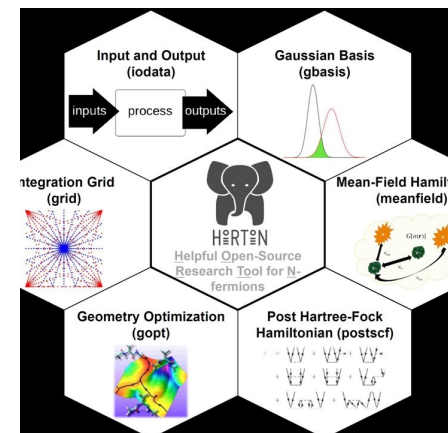 Input and Output
(iodata)
inputs
process
outputs
Gaussian Basis
(gbasis)
ntegration Grid
(grid)
HORTON
Helpful Open-Source
Research Tool for N-
fermions
Mean-Field Hamil
(meanfield)
G[n(r)]
Geometry Optimization
(gopt)
Post Hartree-Fock
Hamiltonian (postscf)